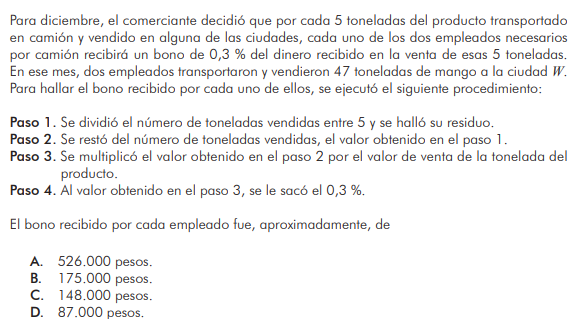 Para diciembre, el comerciante decidió que por cada 5 toneladas del producto transportado
en camión y vendido en alguna de las ciudades, cada uno de los dos empleados necesarios
por camión recibirá un bono de 0,3 % del dinero recibido en la venta de esas 5 toneladas.
En ese mes, dos empleados transportaron y vendieron 47 toneladas de mango a la ciudad W.
Para hallar el bono recibido por cada uno de ellos, se ejecutó el siguiente procedimiento:
Paso 1. Se dividió el número de toneladas vendidas entre 5 y se halló su residuo.
Paso 2. Se restó del número de toneladas vendidas, el valor obtenido en el paso 1.
Paso 3. Se multiplicó el valor obtenido en el paso 2 por el valor de venta de la tonelada del
producto.
Paso 4. Al valor obtenido en el paso 3, se le sacó el 0,3 %.
El bono recibido por cada empleado fue, aproximadamente, de
A. 526.000 pesos.
B. 175.000 pesos.
C. 148.000 pesos.
D. 87.000 pesos.